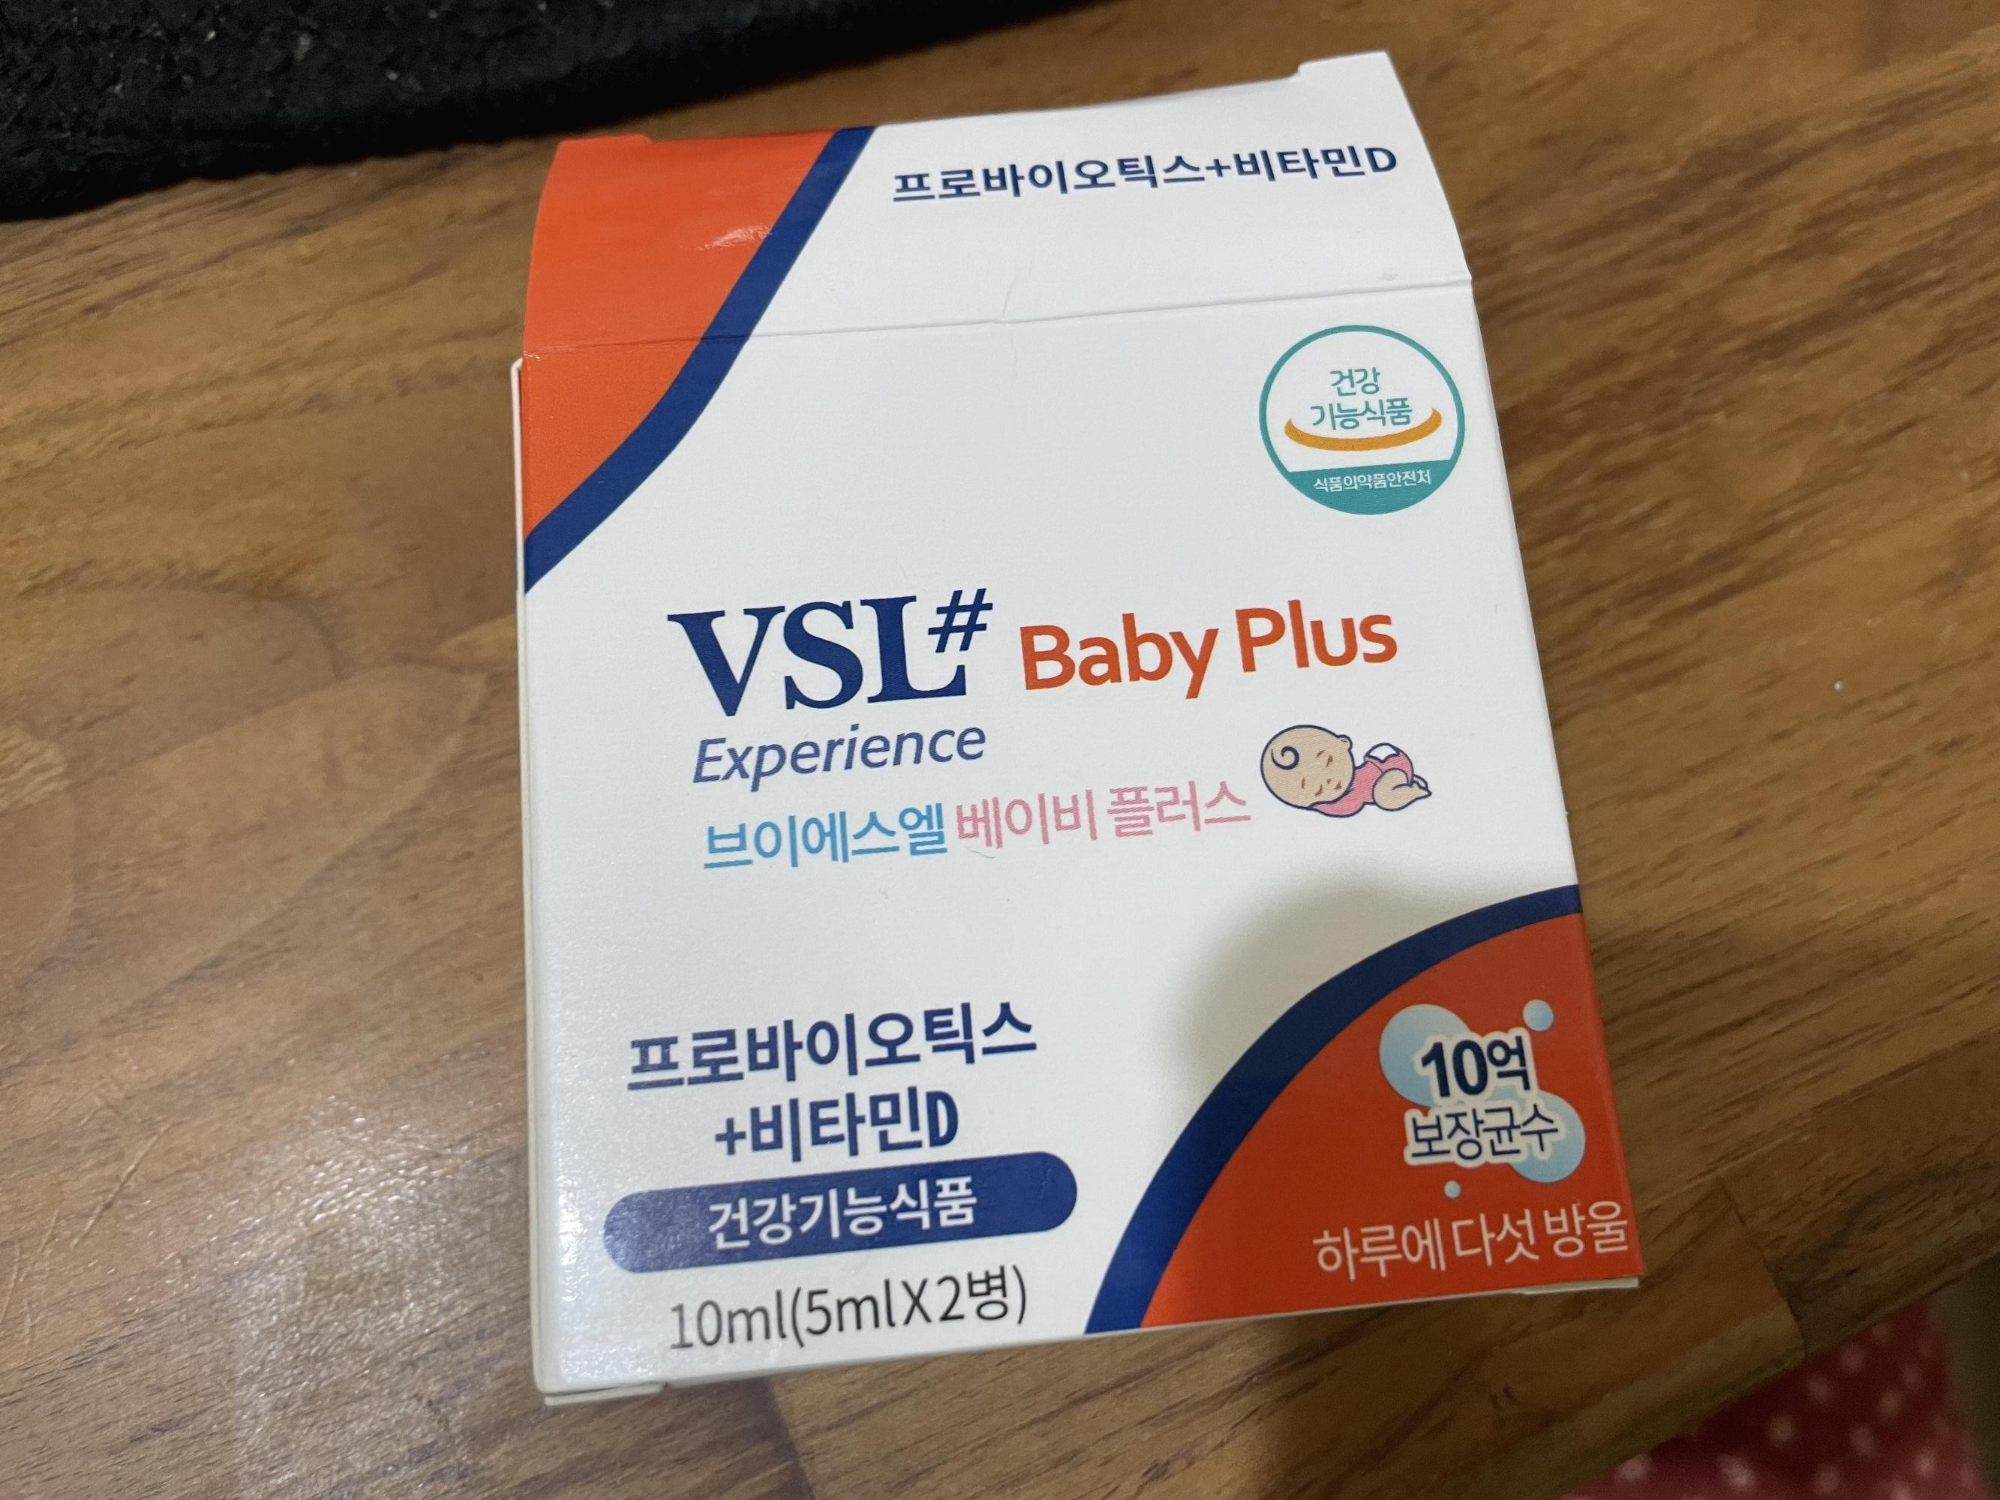 프로바이오틱스+비타민D
건강
기능식품
식품의약품안전처
VSL# Baby Plus
Experience
브이에스엘 베이비 플러스
프로바이오틱스
+비타민D
건강기능식품
10ml(5mlX2병)
10억
보장균수
하루에 다섯 방울